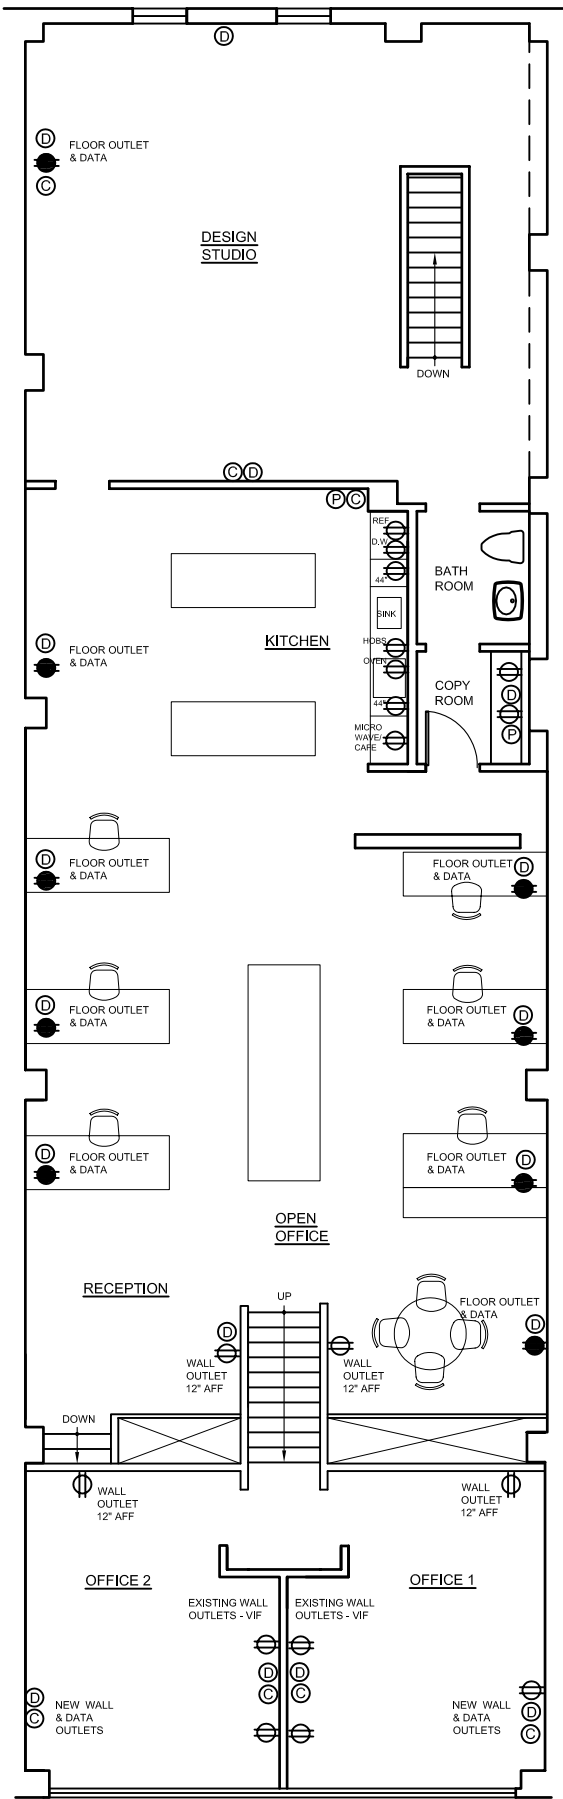 D
D
FLOOR OUTLET
& DATA
C
DESIGN
STUDIO
DOWN
C D
P C
REF.
D.W.
44"
BATH
ROOM
SINK
D
FLOOR OUTLET
& DATA
KITCHEN
HOBS
OVEN
COPY
ROOM
D
P
44"
MICRO
WAVE/
CAFE
D
FLOOR OUTLET
& DATA
FLOOR OUTLET
& DATA
D
D
FLOOR OUTLET
& DATA
FLOOR OUTLET
& DATA
D
D
FLOOR OUTLET
& DATA
FLOOR OUTLET
& DATA
D
OPEN
OFFICE
RECEPTION
UP
FLOOR OUTLET
& DATA
D
D
WALL
OUTLET
12" AFF
WALL
OUTLET
12" AFF
DOWN
WALL
OUTLET
12" AFF
WALL
OUTLET
12" AFF
OFFICE 2
OFFICE 1
EXISTING WALL
OUTLETS - VIF
EXISTING WALL
OUTLETS - VIF
D
C
D
C
D
C
NEW WALL
& DATA
OUTLETS
NEW WALL
& DATA
OUTLETS
D
C